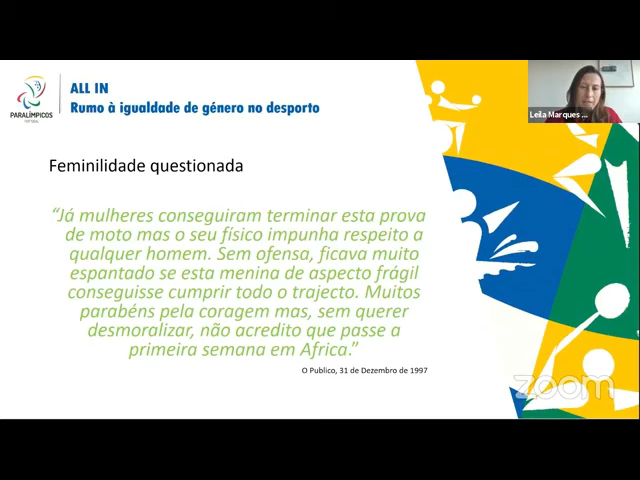 ALL IN
Rumo à igualdade de género no desporto
PARALÍMPICOS
PORTUGAL
Leila Marques ...
Feminilidade questionada
“Já mulheres conseguiram terminar esta prova
de moto mas o seu físico impunha respeito a
qualquer homem. Sem ofensa, ficava muito
espantado se esta menina de aspecto frágil
conseguisse cumprir todo o trajecto. Muitos
parabéns pela coragem mas, sem querer
desmoralizar, não acredito que passe a
primeira semana em Africa.”
O Publico, 31 de Dezembro de 1997
zoom